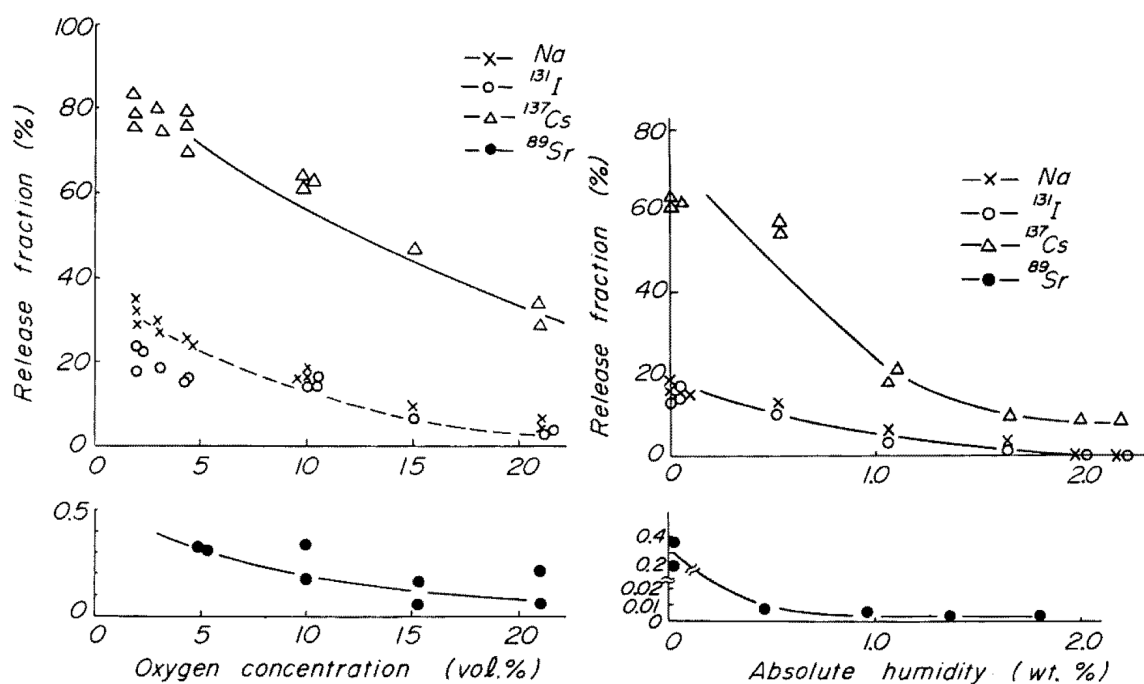 100
80
60
40
20
0
Release fraction (%)
Na
131I
137Cs
89Sr
0 5 10 15 20
0.5
0
0 5 10 15 20
Oxygen concentration (vol.%)
80
60
40
20
0
Release fraction (%)
Na
131I
137Cs
89Sr
0 1.0 2.0
0.4
0.2
0.02
0.01
0
0 1.0 2.0
Absolute humidity (wt. %)